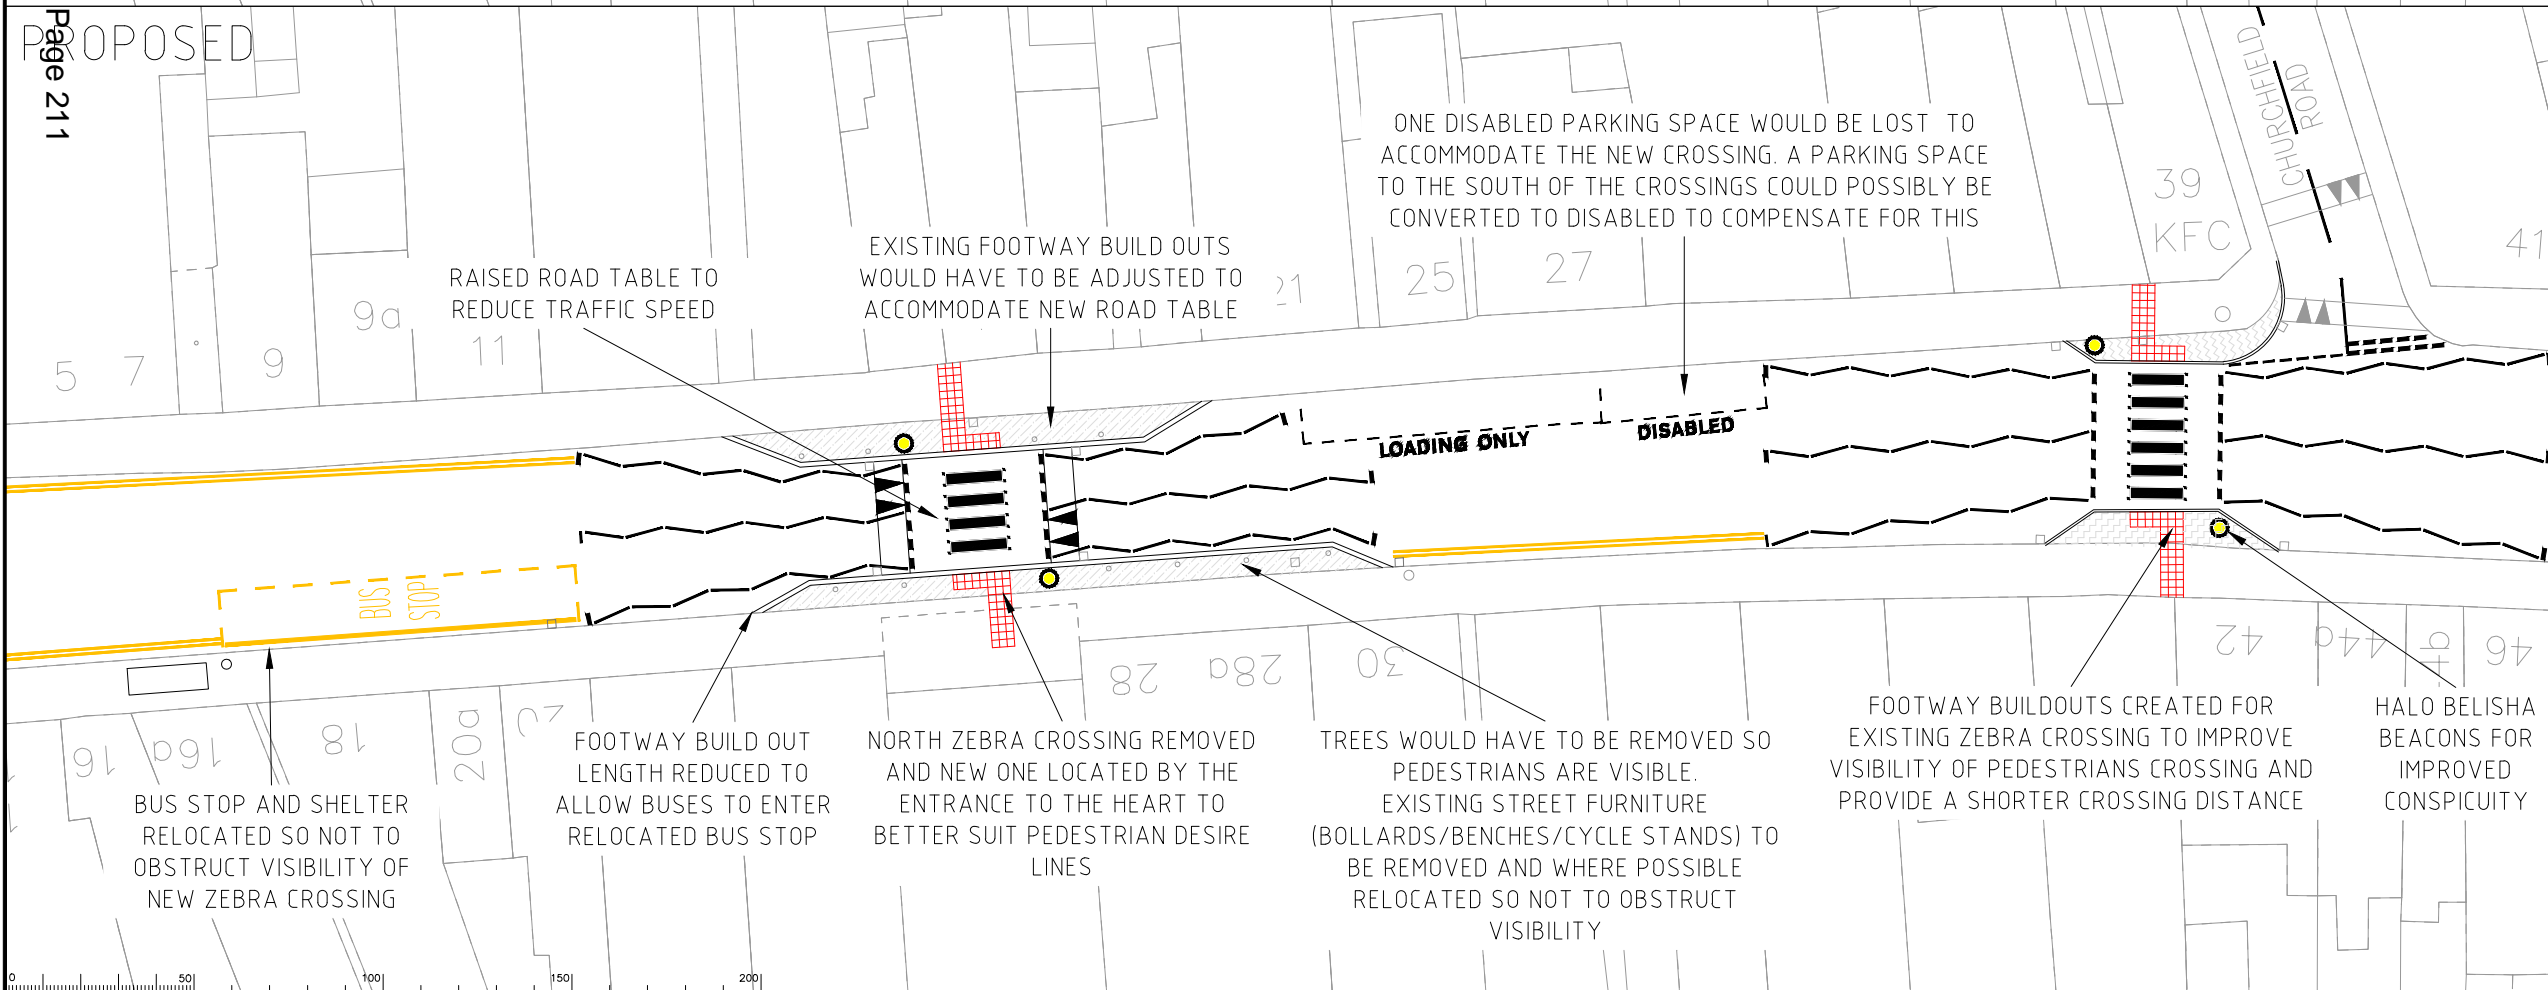 PROPOSED
Page 211
CHURCHFIELD
ROAD
ONE DISABLED PARKING SPACE WOULD BE LOST TO
ACCOMMODATE THE NEW CROSSING. A PARKING SPACE
TO THE SOUTH OF THE CROSSINGS COULD POSSIBLY BE
CONVERTED TO DISABLED TO COMPENSATE FOR THIS
39
KFC
41
EXISTING FOOTWAY BUILD OUTS
WOULD HAVE TO BE ADJUSTED TO
ACCOMMODATE NEW ROAD TABLE
RAISED ROAD TABLE TO
REDUCE TRAFFIC SPEED
5
7
9
9a
11
21
25
27
LOADING ONLY
DISABLED
BUS
STOP
16
16a
18
20a
20
28
28a
30
42
44a
46
BUS STOP AND SHELTER
RELOCATED SO NOT TO
OBSTRUCT VISIBILITY OF
NEW ZEBRA CROSSING
FOOTWAY BUILD OUT
LENGTH REDUCED TO
ALLOW BUSES TO ENTER
RELOCATED BUS STOP
NORTH ZEBRA CROSSING REMOVED
AND NEW ONE LOCATED BY THE
ENTRANCE TO THE HEART TO
BETTER SUIT PEDESTRIAN DESIRE
LINES
TREES WOULD HAVE TO BE REMOVED SO
PEDESTRIANS ARE VISIBLE.
EXISTING STREET FURNITURE
(BOLLARDS/BENCHES/CYCLE STANDS) TO
BE REMOVED AND WHERE POSSIBLE
RELOCATED SO NOT TO OBSTRUCT
VISIBILITY
FOOTWAY BUILDOUTS CREATED FOR
EXISTING ZEBRA CROSSING TO IMPROVE
VISIBILITY OF PEDESTRIANS CROSSING AND
PROVIDE A SHORTER CROSSING DISTANCE
HALO BELISHA
BEACONS FOR
IMPROVED
CONSPICUITY
0 50 100 150 200